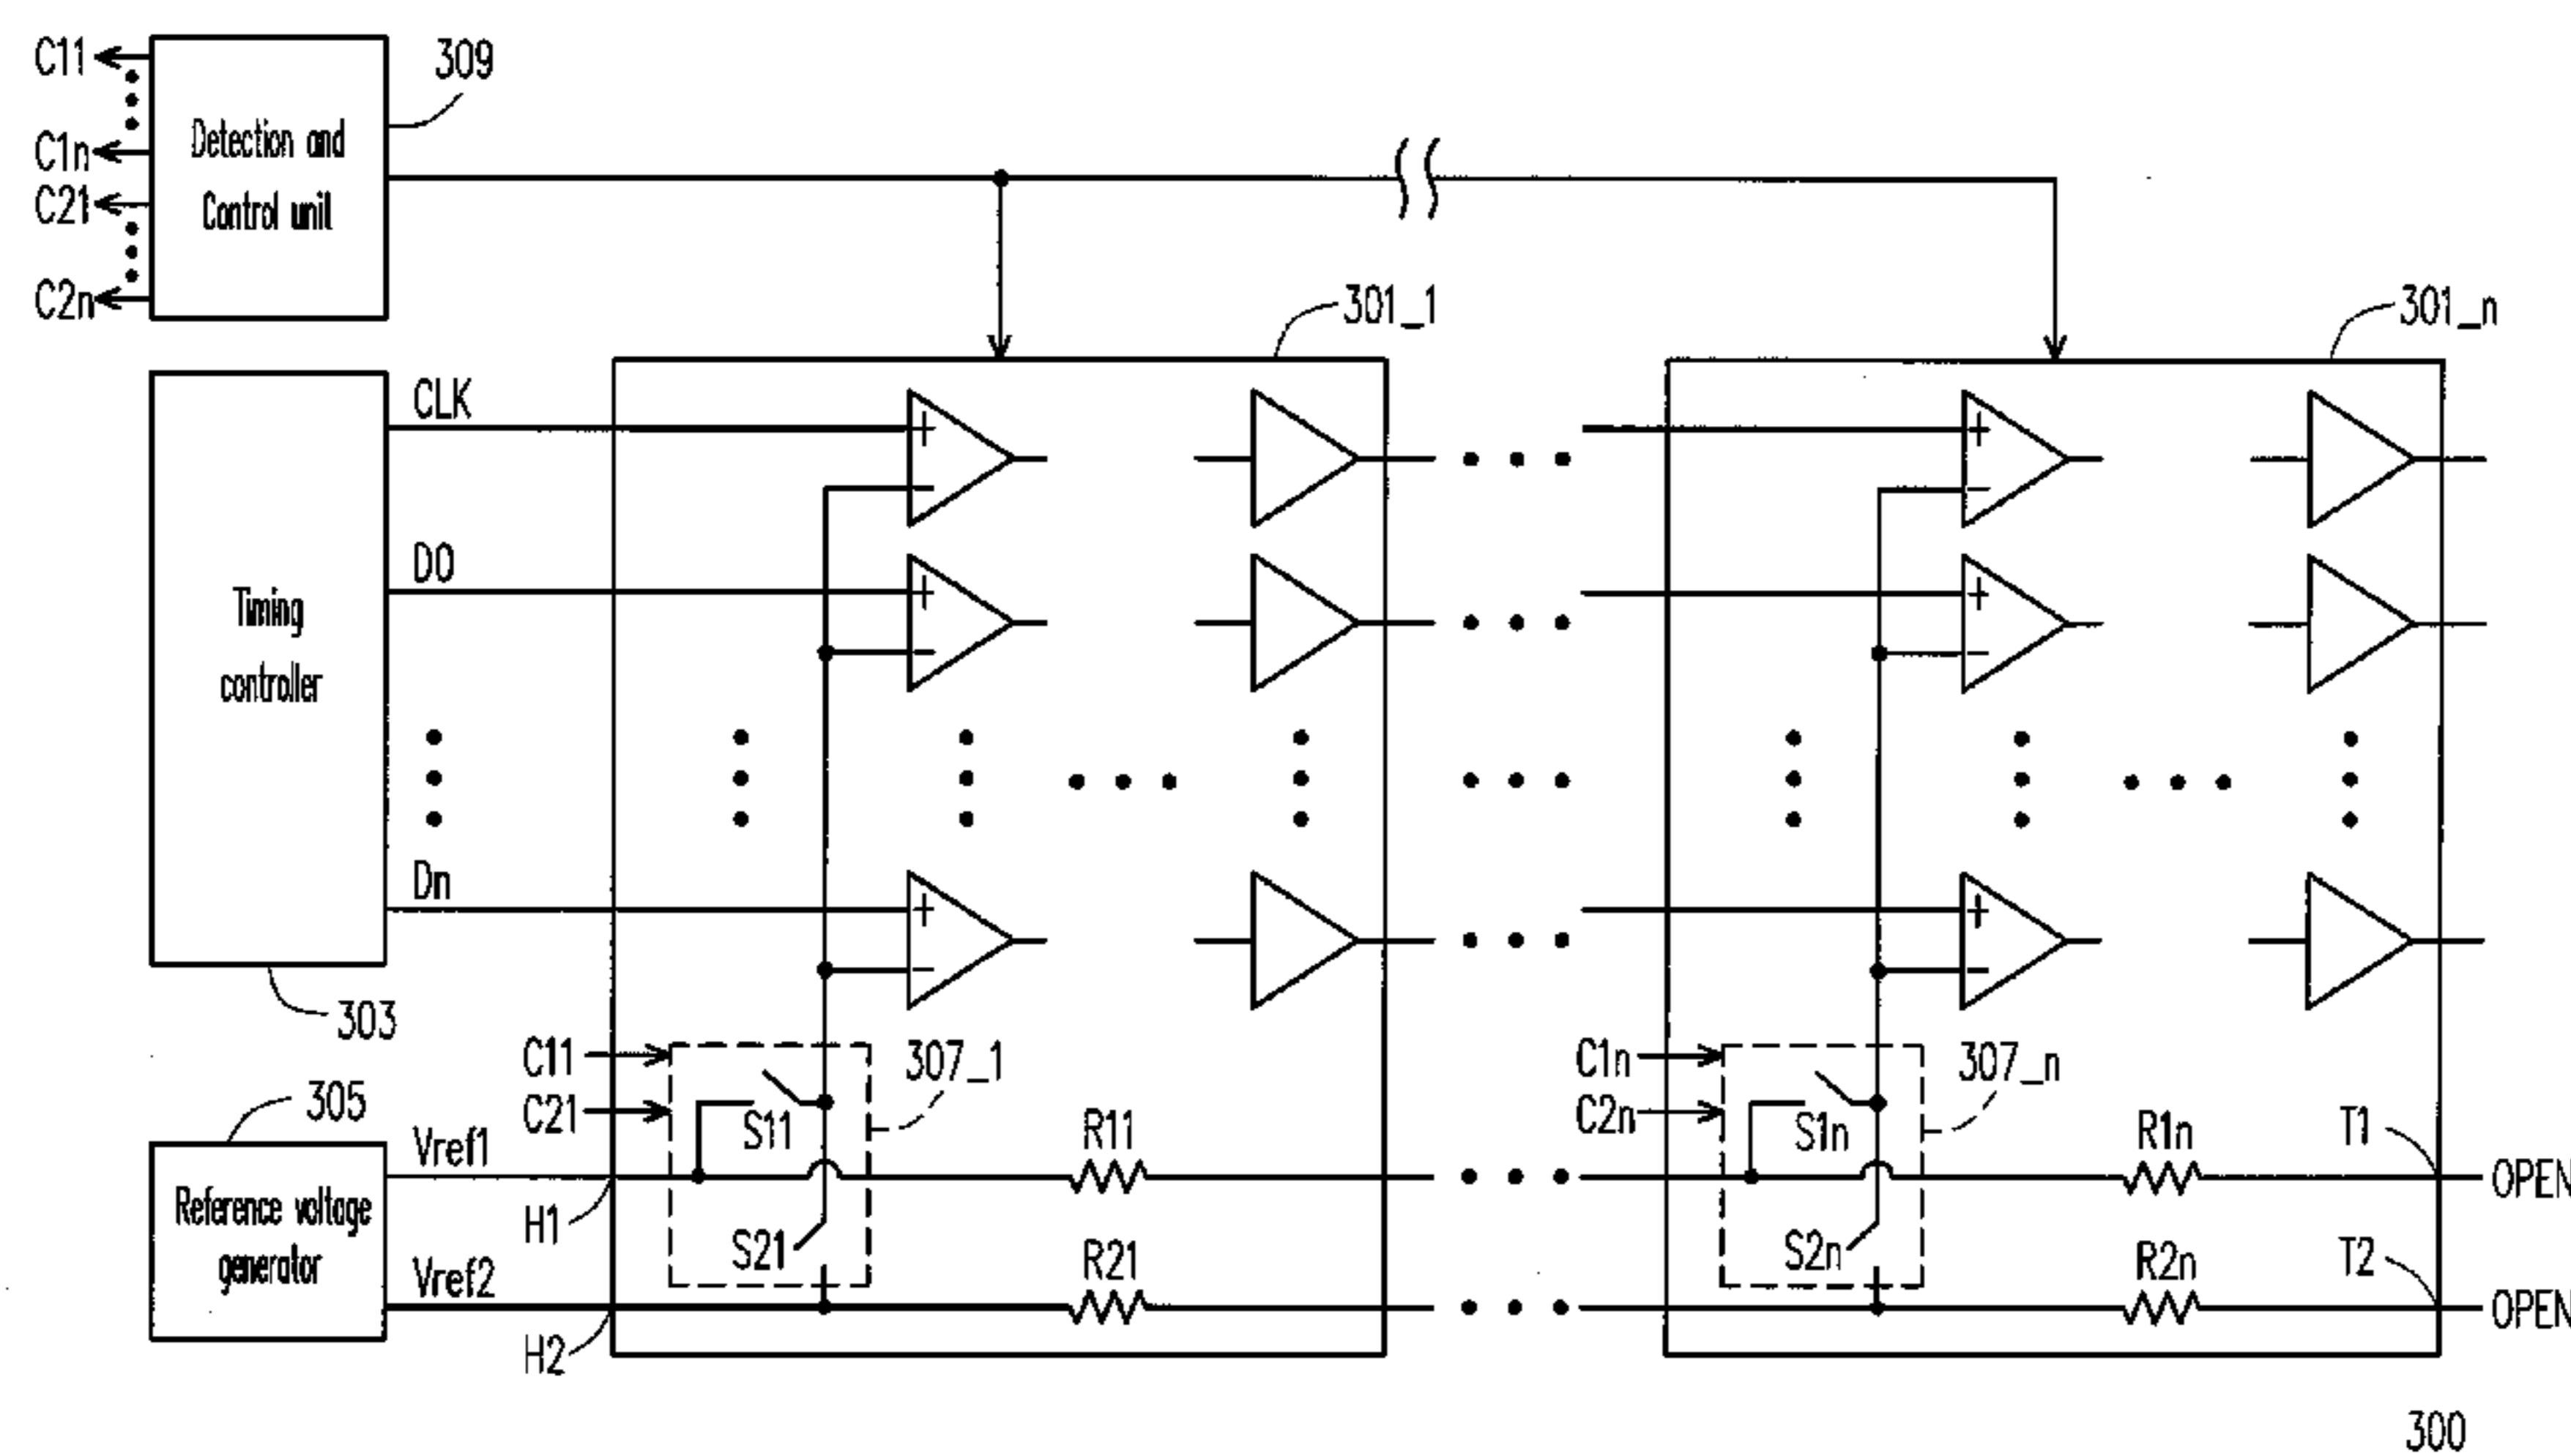 C11
C1n
C21
C2n
Detection and
Control unit
309
301_1
301_n
CLK
D0
Dn
Timing
controller
303
+
−
+
−
+
−
+
−
+
−
+
−
C11
C21
307_1
C1n
C2n
307_n
305
Reference voltage
generator
Vref1
Vref2
H1
H2
S11
S21
R11
R21
S1n
S2n
R1n
R2n
T1
T2
OPEN
OPEN
300